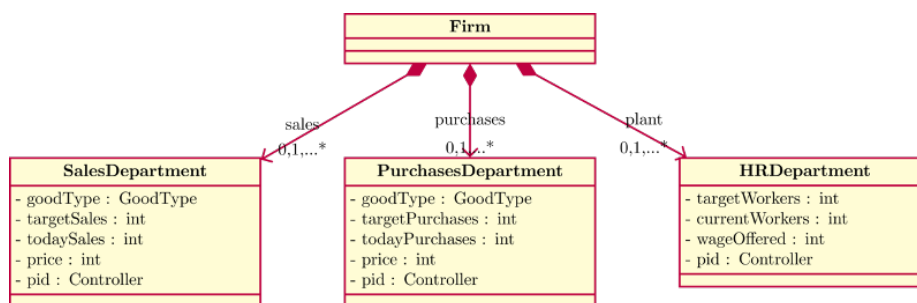 Firm
sales
purchases
plant
0,1,...*
0,1,...*
0,1,...*
SalesDepartment
- goodType : GoodType
- targetSales : int
- todaySales : int
- price : int
- pid : Controller
PurchasesDepartment
- goodType : GoodType
- targetPurchases : int
- todayPurchases : int
- price : int
- pid : Controller
HRDepartment
- targetWorkers : int
- currentWorkers : int
- wageOffered : int
- pid : Controller